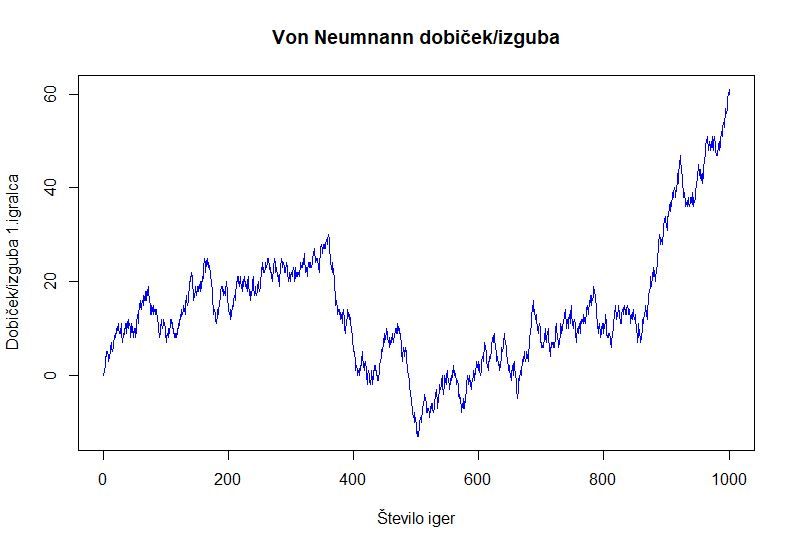 Von Neumnann dobiček/izguba
Dobiček/izguba 1.igralca
60
40
20
0
0 200 400 600 800 1000
Število iger